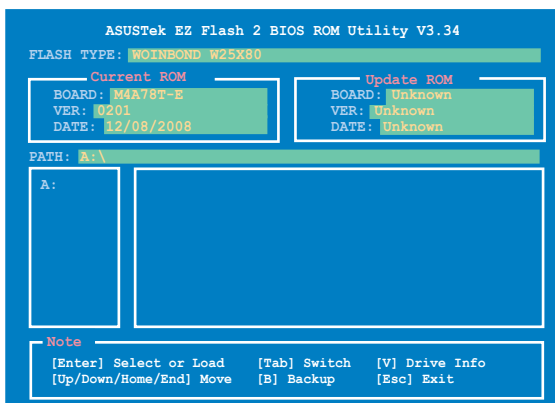 ASUSTek EZ Flash 2 BIOS ROM Utility V3.34
FLASH TYPE: WOINBOND W25X80
Current ROM
BOARD: M4A78T-E
VER: 0201
DATE: 12/08/2008
Update ROM
BOARD: Unknown
VER: Unknown
DATE: Unknown
PATH: A:\
A:
Note
[Enter] Select or Load [Tab] Switch [V] Drive Info
[Up/Down/Home/End] Move [B] Backup [Esc] Exit